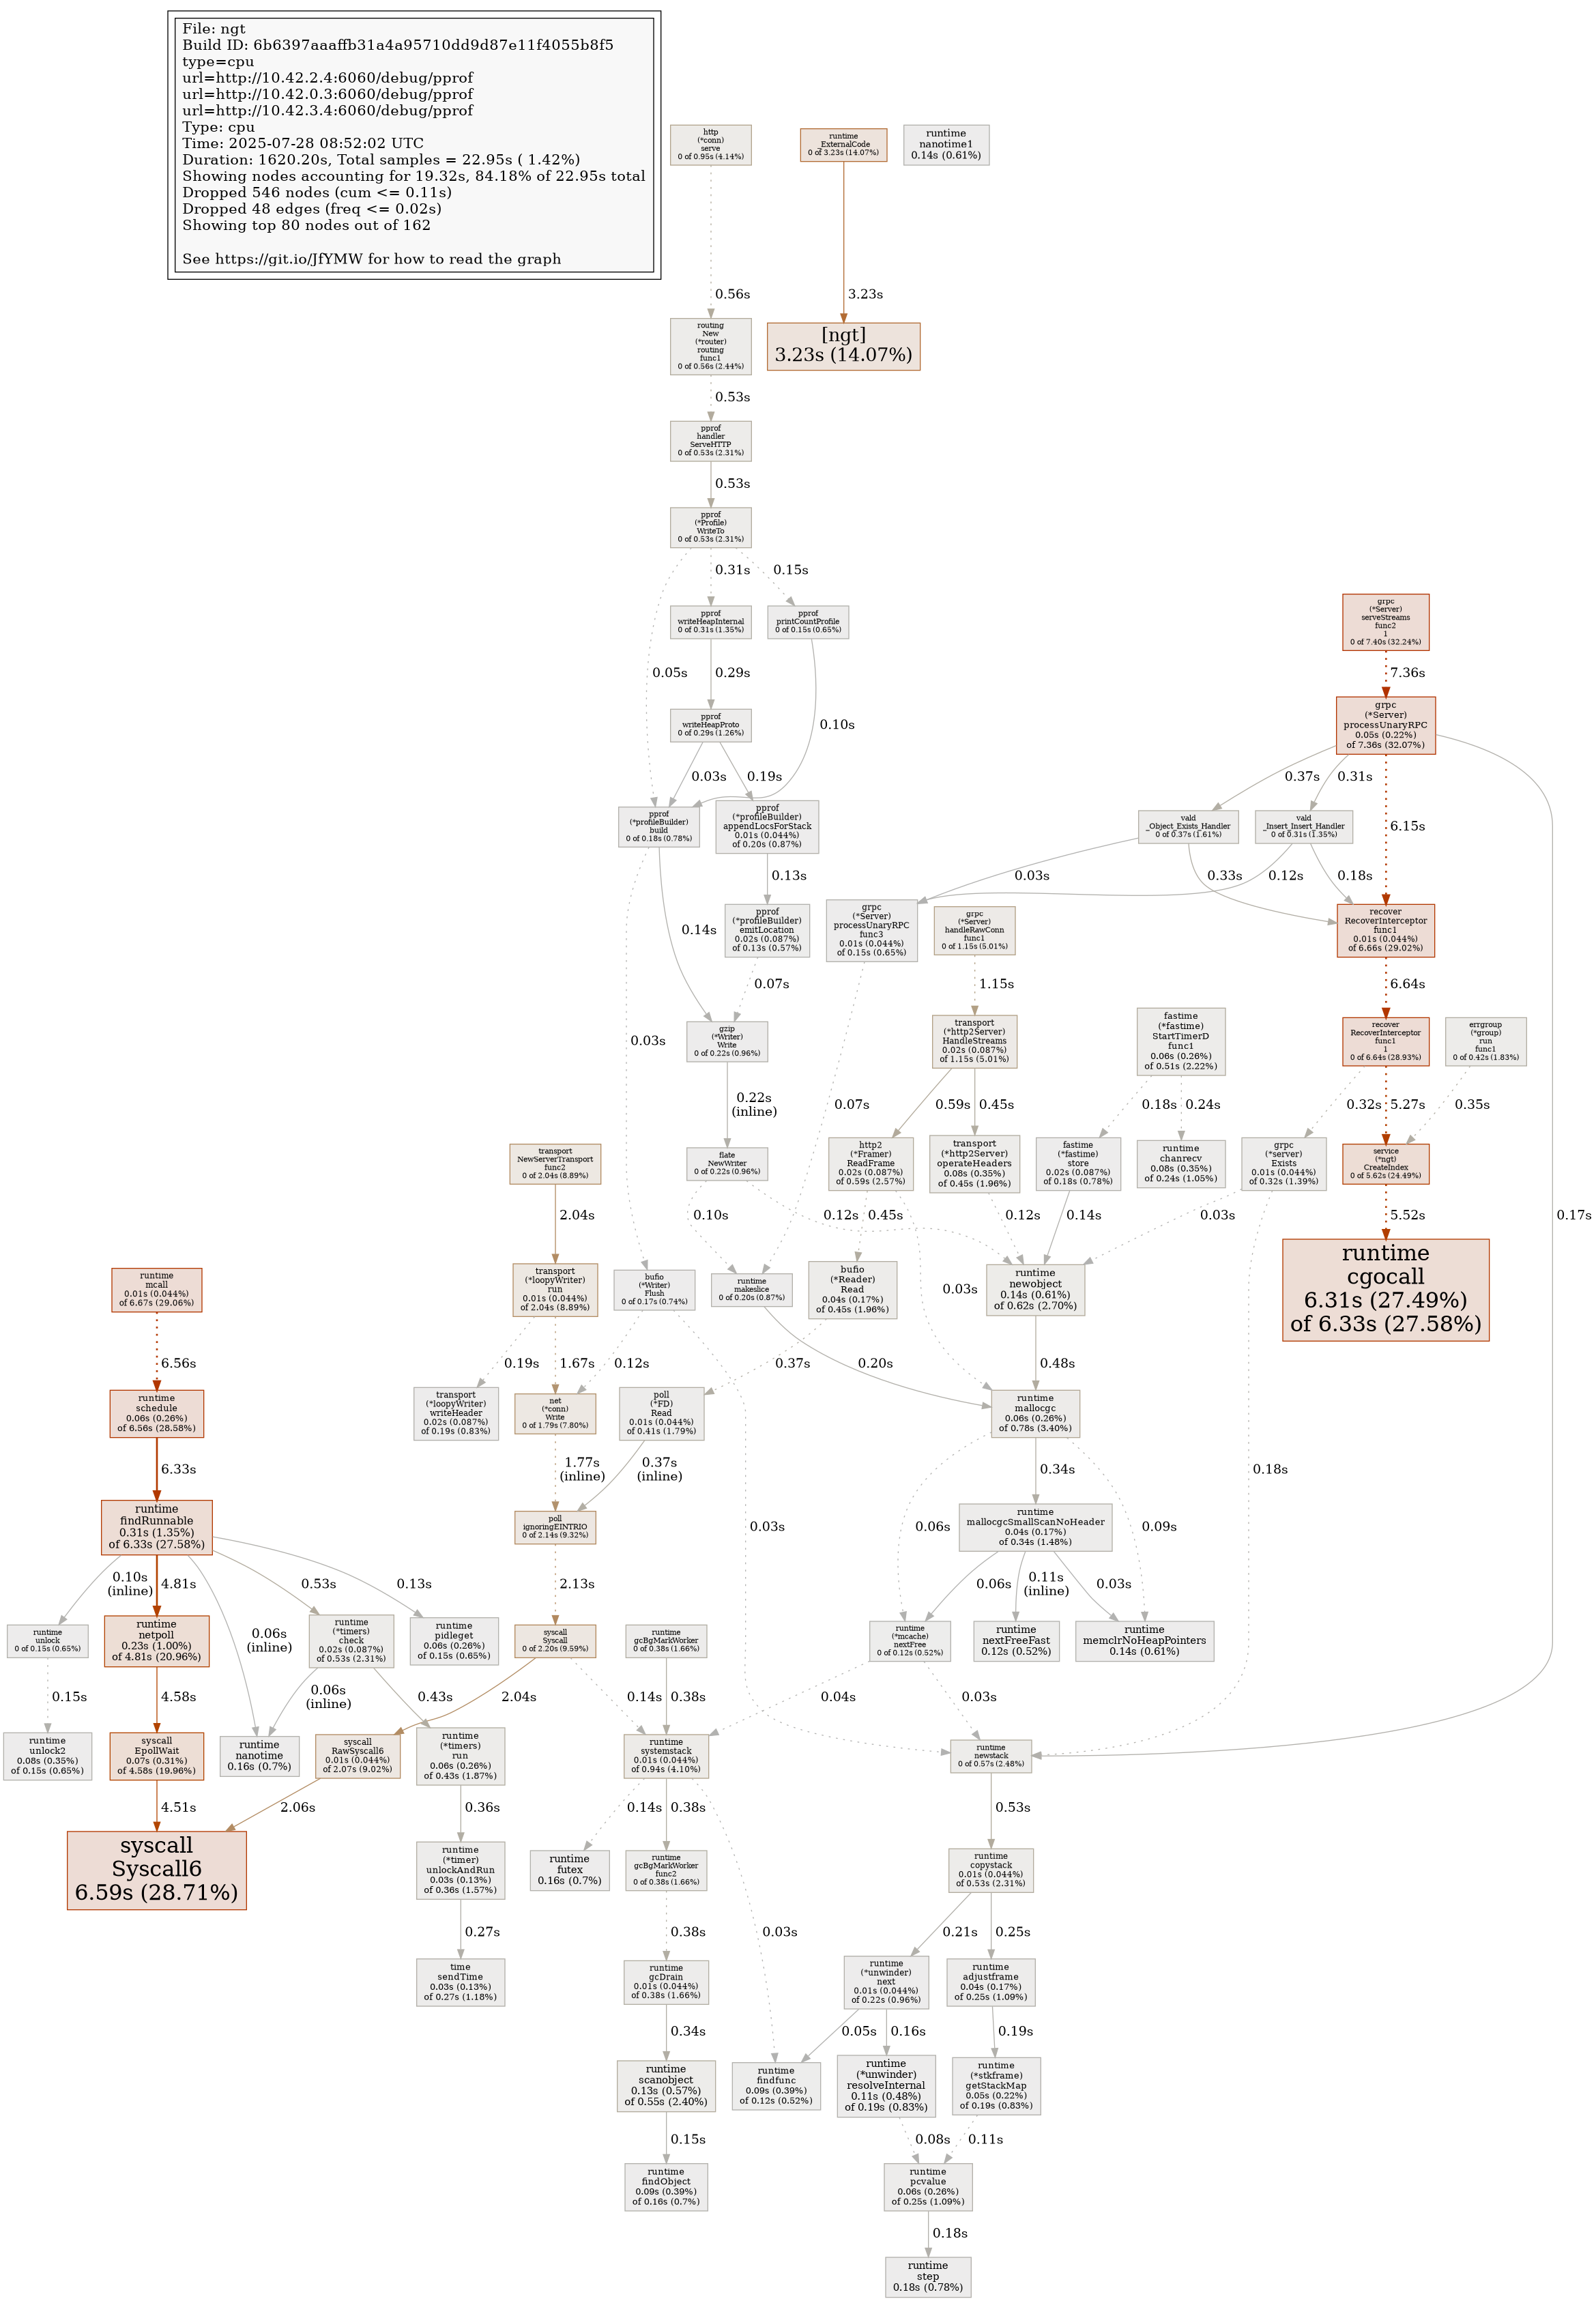 File: ngt
Build ID: 6b6397aaaffb31a4a95710dd9d87e11f4055b8f5
type=cpu
url=http://10.42.2.4:6060/debug/pprof
url=http://10.42.0.3:6060/debug/pprof
url=http://10.42.3.4:6060/debug/pprof
Type: cpu
Time: 2025-07-28 08:52:02 UTC
Duration: 1620.20s, Total samples = 22.95s ( 1.42%)
Showing nodes accounting for 19.32s, 84.18% of 22.95s total
Dropped 546 nodes (cum <= 0.11s)
Dropped 48 edges (freq <= 0.02s)
Showing top 80 nodes out of 162
See https://git.io/JfYMW for how to read the graph
http
(*conn)
serve
0 of 0.95s (4.14%)
runtime
_ExternalCode
0 of 3.23s (14.07%)
runtime
nanotime1
0.14s (0.61%)
0.56s
3.23s
routing
New
(*router)
routing
func1
0 of 0.56s (2.44%)
[ngt]
3.23s (14.07%)
0.53s
pprof
handler
ServeHTTP
0 of 0.53s (2.31%)
0.53s
pprof
(*Profile)
WriteTo
0 of 0.53s (2.31%)
0.31s
0.15s
0.05s
pprof
writeHeapInternal
0 of 0.31s (1.35%)
pprof
printCountProfile
0 of 0.15s (0.65%)
grpc
(*Server)
serveStreams
func2
1
0 of 7.40s (32.24%)
0.29s
0.10s
7.36s
pprof
writeHeapProto
0 of 0.29s (1.26%)
grpc
(*Server)
processUnaryRPC
0.05s (0.22%)
of 7.36s (32.07%)
0.03s
0.19s
0.37s
0.31s
6.15s
0.17s
pprof
(*profileBuilder)
build
0 of 0.18s (0.78%)
pprof
(*profileBuilder)
appendLocsForStack
0.01s (0.044%)
of 0.20s (0.87%)
vald
_Object_Exists_Handler
0 of 0.37s (1.61%)
vald
_Insert_Insert_Handler
0 of 0.31s (1.35%)
0.13s
0.03s
0.33s
0.12s
0.18s
0.14s
0.03s
pprof
(*profileBuilder)
emitLocation
0.02s (0.087%)
of 0.13s (0.57%)
grpc
(*Server)
processUnaryRPC
func3
0.01s (0.044%)
of 0.15s (0.65%)
grpc
(*Server)
handleRawConn
func1
0 of 1.15s (5.01%)
recover
RecoverInterceptor
func1
0.01s (0.044%)
of 6.66s (29.02%)
0.07s
0.07s
1.15s
6.64s
gzip
(*Writer)
Write
0 of 0.22s (0.96%)
transport
(*http2Server)
HandleStreams
0.02s (0.087%)
of 1.15s (5.01%)
fastime
(*fastime)
StartTimerD
func1
0.06s (0.26%)
of 0.51s (2.22%)
recover
RecoverInterceptor
func1
1
0 of 6.64s (28.93%)
errgroup
(*group)
run
func1
0 of 0.42s (1.83%)
0.22s
(inline)
0.59s
0.45s
0.18s
0.24s
0.32s
5.27s
0.35s
transport
NewServerTransport
func2
0 of 2.04s (8.89%)
flate
NewWriter
0 of 0.22s (0.96%)
http2
(*Framer)
ReadFrame
0.02s (0.087%)
of 0.59s (2.57%)
transport
(*http2Server)
operateHeaders
0.08s (0.35%)
of 0.45s (1.96%)
fastime
(*fastime)
store
0.02s (0.087%)
of 0.18s (0.78%)
runtime
chanrecv
0.08s (0.35%)
of 0.24s (1.05%)
grpc
(*server)
Exists
0.01s (0.044%)
of 0.32s (1.39%)
service
(*ngt)
CreateIndex
0 of 5.62s (24.49%)
2.04s
0.10s
0.12s
0.45s
0.03s
0.12s
0.14s
0.03s
0.18s
5.52s
runtime
mcall
0.01s (0.044%)
of 6.67s (29.06%)
transport
(*loopyWriter)
run
0.01s (0.044%)
of 2.04s (8.89%)
bufio
(*Writer)
Flush
0 of 0.17s (0.74%)
runtime
makeslice
0 of 0.20s (0.87%)
bufio
(*Reader)
Read
0.04s (0.17%)
of 0.45s (1.96%)
runtime
newobject
0.14s (0.61%)
of 0.62s (2.70%)
runtime
cgocall
6.31s (27.49%)
of 6.33s (27.58%)
6.56s
0.19s
1.67s
0.12s
0.03s
0.20s
0.37s
0.48s
runtime
schedule
0.06s (0.26%)
of 6.56s (28.58%)
transport
(*loopyWriter)
writeHeader
0.02s (0.087%)
of 0.19s (0.83%)
net
(*conn)
Write
0 of 1.79s (7.80%)
poll
(*FD)
Read
0.01s (0.044%)
of 0.41s (1.79%)
runtime
mallocgc
0.06s (0.26%)
of 0.78s (3.40%)
6.33s
1.77s
(inline)
0.37s
(inline)
0.06s
0.34s
0.09s
runtime
findRunnable
0.31s (1.35%)
of 6.33s (27.58%)
poll
ignoringEINTRIO
0 of 2.14s (9.32%)
runtime
mallocgcSmallScanNoHeader
0.04s (0.17%)
of 0.34s (1.48%)
0.10s
(inline)
4.81s
0.06s
(inline)
0.53s
0.13s
2.13s
0.06s
0.11s
(inline)
0.03s
runtime
unlock
0 of 0.15s (0.65%)
runtime
netpoll
0.23s (1.00%)
of 4.81s (20.96%)
runtime
(*timers)
check
0.02s (0.087%)
of 0.53s (2.31%)
runtime
pidleget
0.06s (0.26%)
of 0.15s (0.65%)
syscall
Syscall
0 of 2.20s (9.59%)
runtime
gcBgMarkWorker
0 of 0.38s (1.66%)
runtime
(*mcache)
nextFree
0 of 0.12s (0.52%)
runtime
nextFreeFast
0.12s (0.52%)
runtime
memclrNoHeapPointers
0.14s (0.61%)
0.15s
4.58s
0.06s
(inline)
0.43s
2.04s
0.14s
0.38s
0.04s
0.03s
runtime
unlock2
0.08s (0.35%)
of 0.15s (0.65%)
syscall
EpollWait
0.07s (0.31%)
of 4.58s (19.96%)
runtime
nanotime
0.16s (0.7%)
syscall
RawSyscall6
0.01s (0.044%)
of 2.07s (9.02%)
runtime
(*timers)
run
0.06s (0.26%)
of 0.43s (1.87%)
runtime
systemstack
0.01s (0.044%)
of 0.94s (4.10%)
runtime
newstack
0 of 0.57s (2.48%)
4.51s
2.06s
0.36s
0.14s
0.38s
0.03s
0.53s
syscall
Syscall6
6.59s (28.71%)
runtime
(*timer)
unlockAndRun
0.03s (0.13%)
of 0.36s (1.57%)
runtime
futex
0.16s (0.7%)
runtime
gcBgMarkWorker
func2
0 of 0.38s (1.66%)
runtime
copystack
0.01s (0.044%)
of 0.53s (2.31%)
0.27s
0.38s
0.21s
0.25s
time
sendTime
0.03s (0.13%)
of 0.27s (1.18%)
runtime
gcDrain
0.01s (0.044%)
of 0.38s (1.66%)
runtime
(*unwinder)
next
0.01s (0.044%)
of 0.22s (0.96%)
runtime
adjustframe
0.04s (0.17%)
of 0.25s (1.09%)
0.34s
0.05s
0.16s
0.19s
runtime
scanobject
0.13s (0.57%)
of 0.55s (2.40%)
runtime
findfunc
0.09s (0.39%)
of 0.12s (0.52%)
runtime
(*unwinder)
resolveInternal
0.11s (0.48%)
of 0.19s (0.83%)
runtime
(*stkframe)
getStackMap
0.05s (0.22%)
of 0.19s (0.83%)
0.15s
0.08s
0.11s
runtime
findObject
0.09s (0.39%)
of 0.16s (0.7%)
runtime
pcvalue
0.06s (0.26%)
of 0.25s (1.09%)
0.18s
runtime
step
0.18s (0.78%)